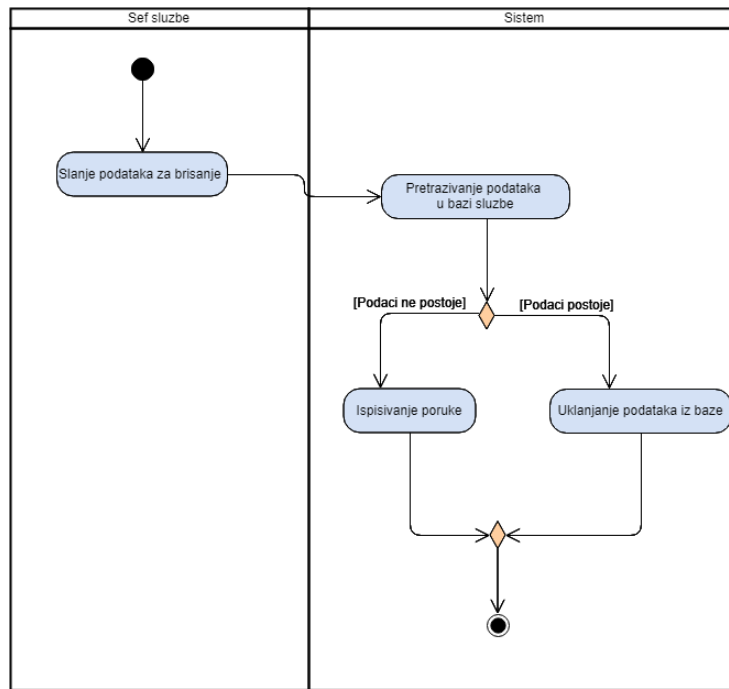 Sef sluzbe
Sistem
Slanje podataka za brisanje
Pretrazivanje podataka
u bazi sluzbe
[Podaci ne postoje]
[Podaci postoje]
Ispisivanje poruke
Uklanjanje podataka iz baze